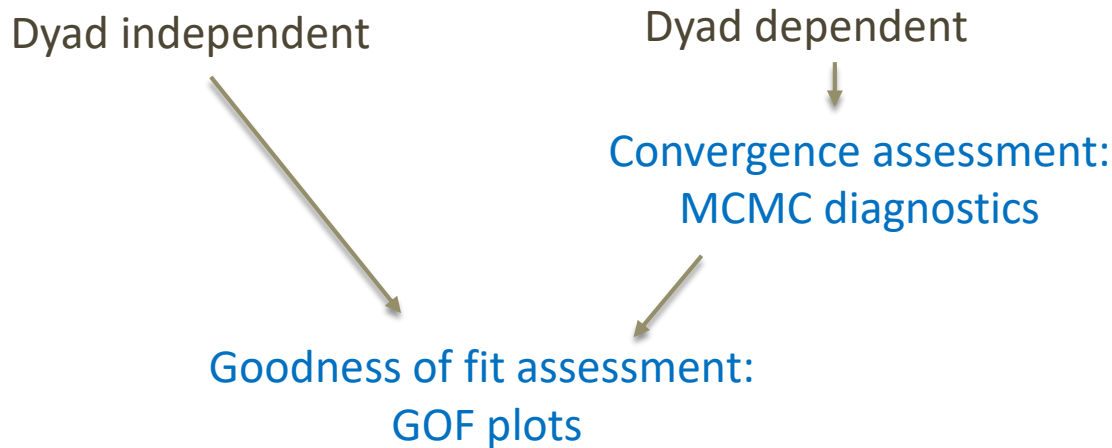 Dyad independent
Dyad dependent
Convergence assessment:
MCMC diagnostics
Goodness of fit assessment:
GOF plots